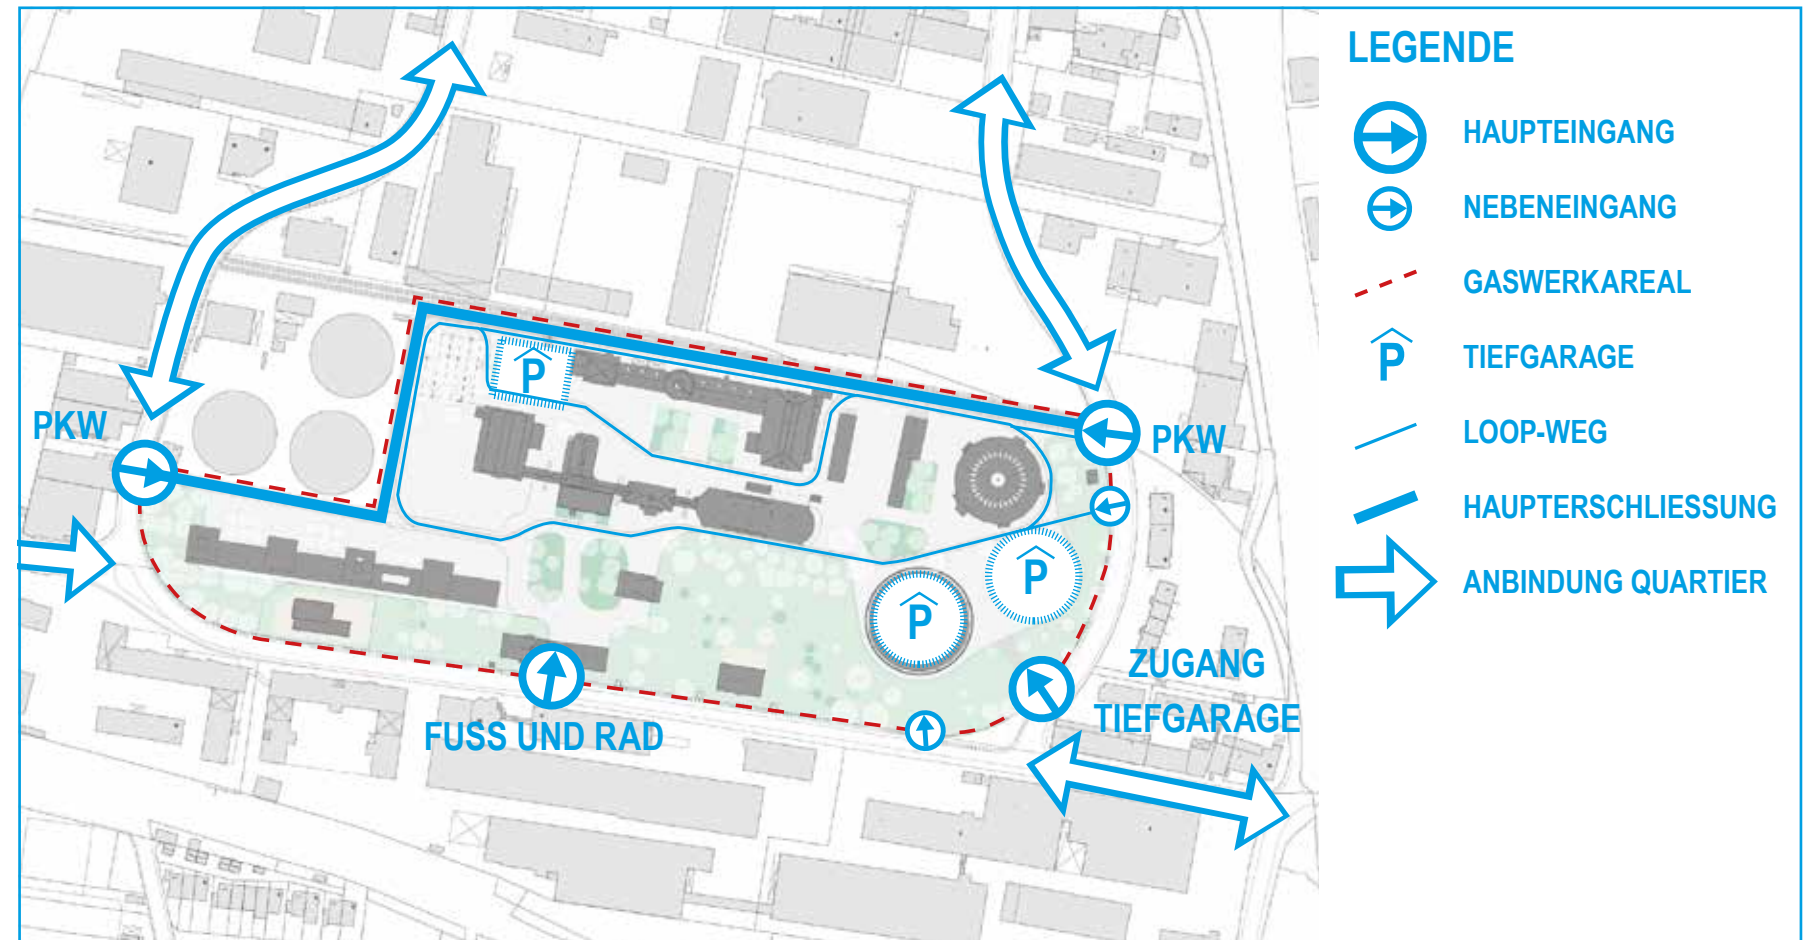 PKW
FUSS UND RAD
P
P
P
PKW
ZUGANG
TIEFGARAGE
LEGENDE
HAUPTEINGANG
NEBENEINGANG
GASWERKAREAL
P
TIEFGARAGE
LOOP-WEG
HAUPTERSCHLIESSUNG
ANBINDUNG QUARTIER